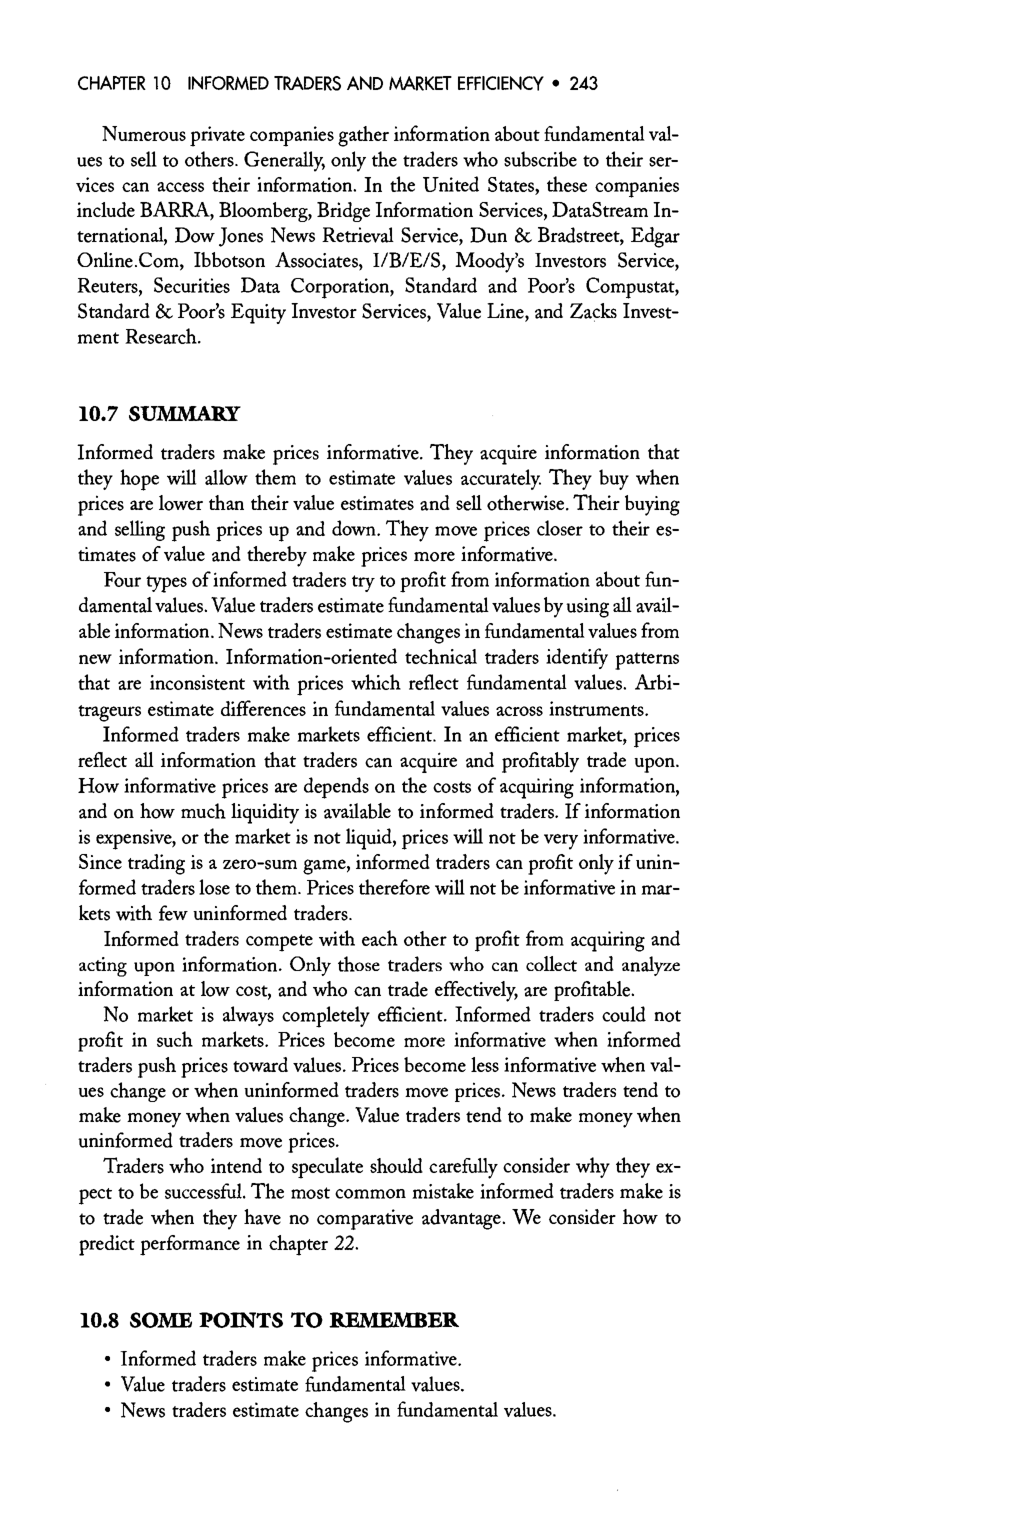 CHAPTER 10 INFORMED TRADERS AND MARKET EFFICIENCY • 243
Numerous private companies gather information about fundamental val-
ues to sell to others. Generally, only the traders who subscribe to their ser-
vices can access their information. In the United States, these companies
include BARRA, Bloomberg, Bridge Information Services, DataStream In-
ternational, Dow Jones News Retrieval Service, Dun & Bradstreet, Edgar
Online.Com, Ibbotson Associates, I/B/E/S, Moody's Investors Service,
Reuters, Securities Data Corporation, Standard and Poor's Compustat,
Standard & Poor's Equity Investor Services, Value Line, and Zacks Invest-
ment Research.
10.7 SUMMARY
Informed traders make prices informative. They acquire information that
they hope will allow them to estimate values accurately. They buy when
prices are lower than their value estimates and sell otherwise. Their buying
and selling push prices up and down. They move prices closer to their es-
timates of value and thereby make prices more informative.
Four types of informed traders try to profit from information about fun-
damental values. Value traders estimate fundamental values by using all avail-
able information. News traders estimate changes in fundamental values from
new information. Information-oriented technical traders identify patterns
that are inconsistent with prices which reflect fundamental values. Arbi-
trageurs estimate differences in fundamental values across instruments.
Informed traders make markets efficient. In an efficient market, prices
reflect all information that traders can acquire and profitably trade upon.
How informative prices are depends on the costs of acquiring information,
and on how much liquidity is available to informed traders. If information
is expensive, or the market is not liquid, prices will not be very informative.
Since trading is a zero-sum game, informed traders can profit only if unin-
formed traders lose to them. Prices therefore will not be informative in mar-
kets with few uninformed traders.
Informed traders compete with each other to profit from acquiring and
acting upon information. Only those traders who can collect and analyze
information at low cost, and who can trade effectively, are profitable.
No market is always completely efficient. Informed traders could not
profit in such markets. Prices become more informative when informed
traders push prices toward values. Prices become less informative when val-
ues change or when uninformed traders move prices. News traders tend to
make money when values change. Value traders tend to make money when
uninformed traders move prices.
Traders who intend to speculate should carefully consider why they ex-
pect to be successful. The most common mistake informed traders make is
to trade when they have no comparative advantage. We consider how to
predict performance in chapter 22.
10.8 SOME POINTS TO REMEMBER
• Informed traders make prices informative.
• Value traders estimate fundamental values.
• News traders estimate changes in fundamental values.